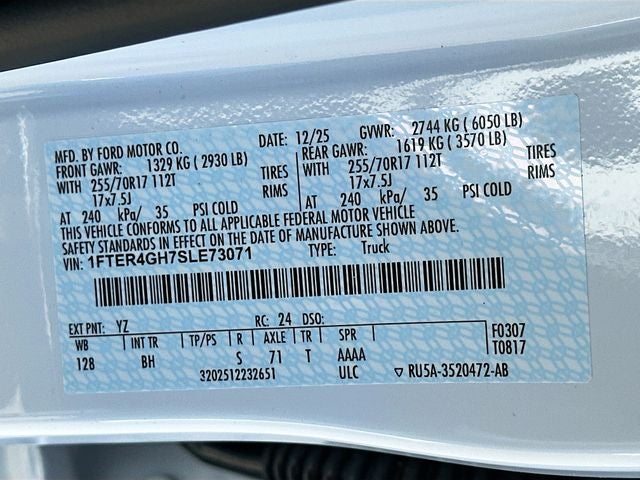 MFD. BY FORD MOTOR CO. DATE: 12/25 GVWR: 2744 KG ( 6050 LB)
FRONT GAWR: 1329 KG ( 2930 LB) REAR GAWR: 1619 KG ( 3570 LB)
WITH 255/70R17 112T TIRES WITH 255/70R17 112T TIRES
17x7.5J RIMS 17x7.5J RIMS
AT 240 kPa/ 35 PSI COLD AT 240 kPa/ 35 PSI COLD
THIS VEHICLE CONFORMS TO ALL APPLICABLE FEDERAL MOTOR VEHICLE
SAFETY STANDARDS IN EFFECT ON THE DATE OF MANUFACTURE SHOWN ABOVE.
VIN: 1FTER4GH7SLE73071 TYPE: Truck
EXT PNT: YZ RC: 24 DSO: F0307
WB INT TR TP/PS R AXLE TR SPR T0817
128 BH S 71 T AAAA
3202512232651 ULC ▽ RU5A-3520472-AB